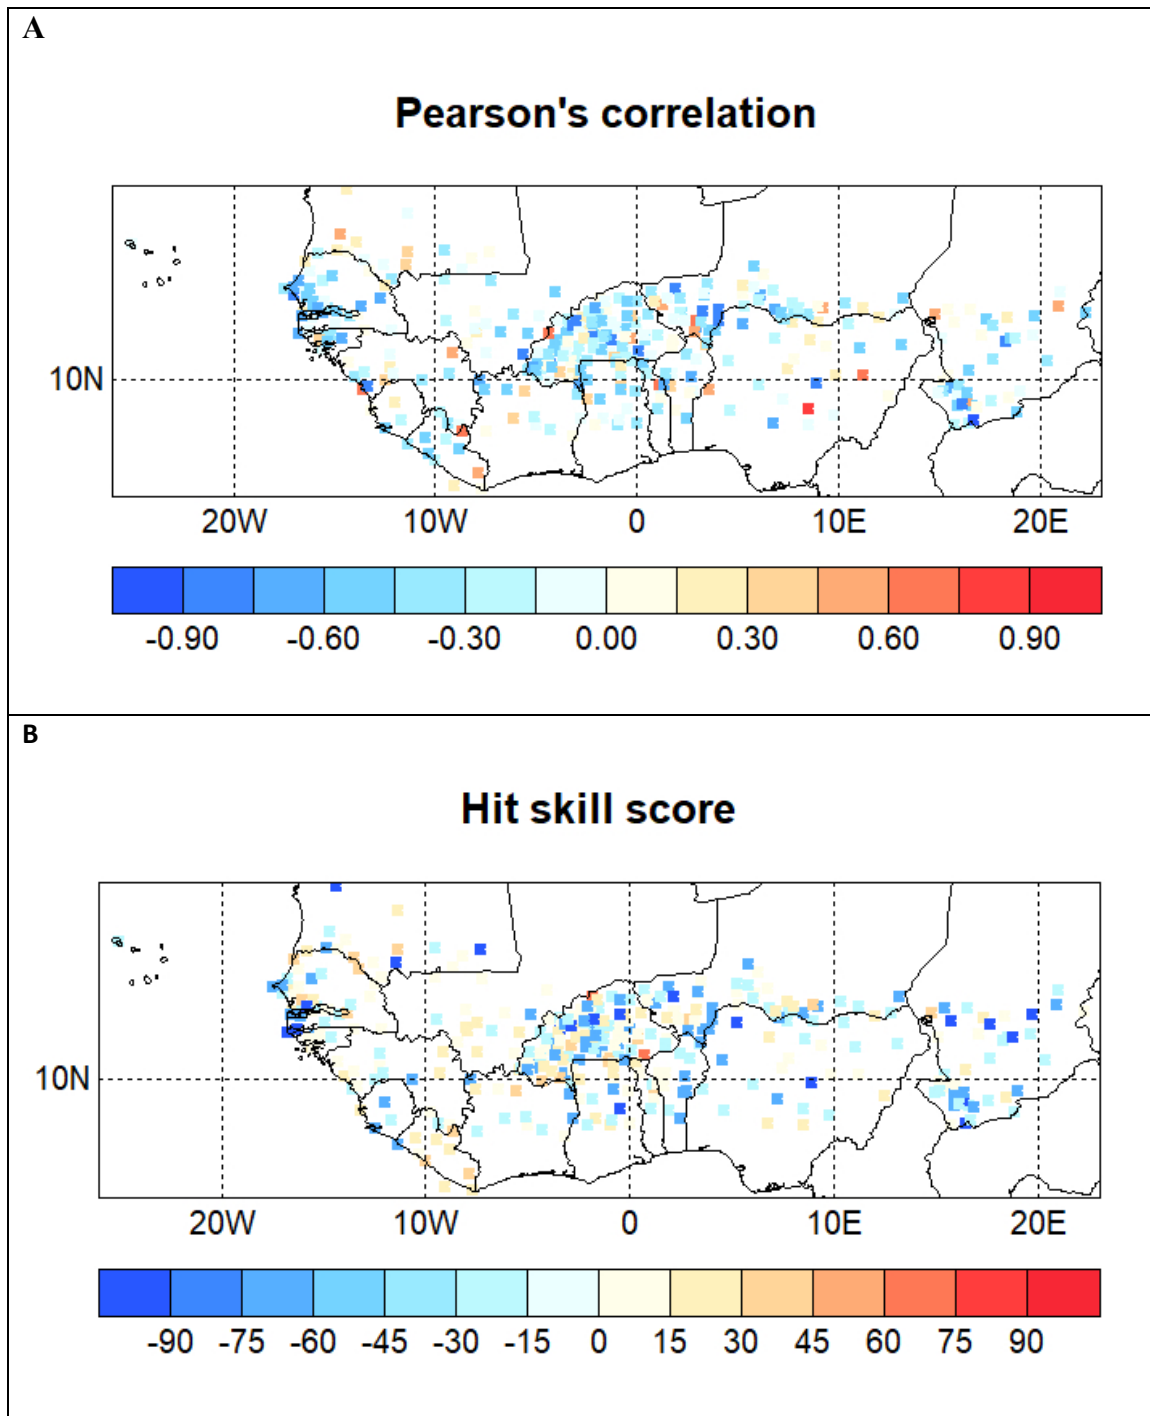 A
Pearson's correlation
10N
20W 10W 0 10E 20E
-0.90 -0.60 -0.30 0.00 0.30 0.60 0.90
B
Hit skill score
10N
20W 10W 0 10E 20E
-90 -75 -60 -45 -30 -15 0 15 30 45 60 75 90